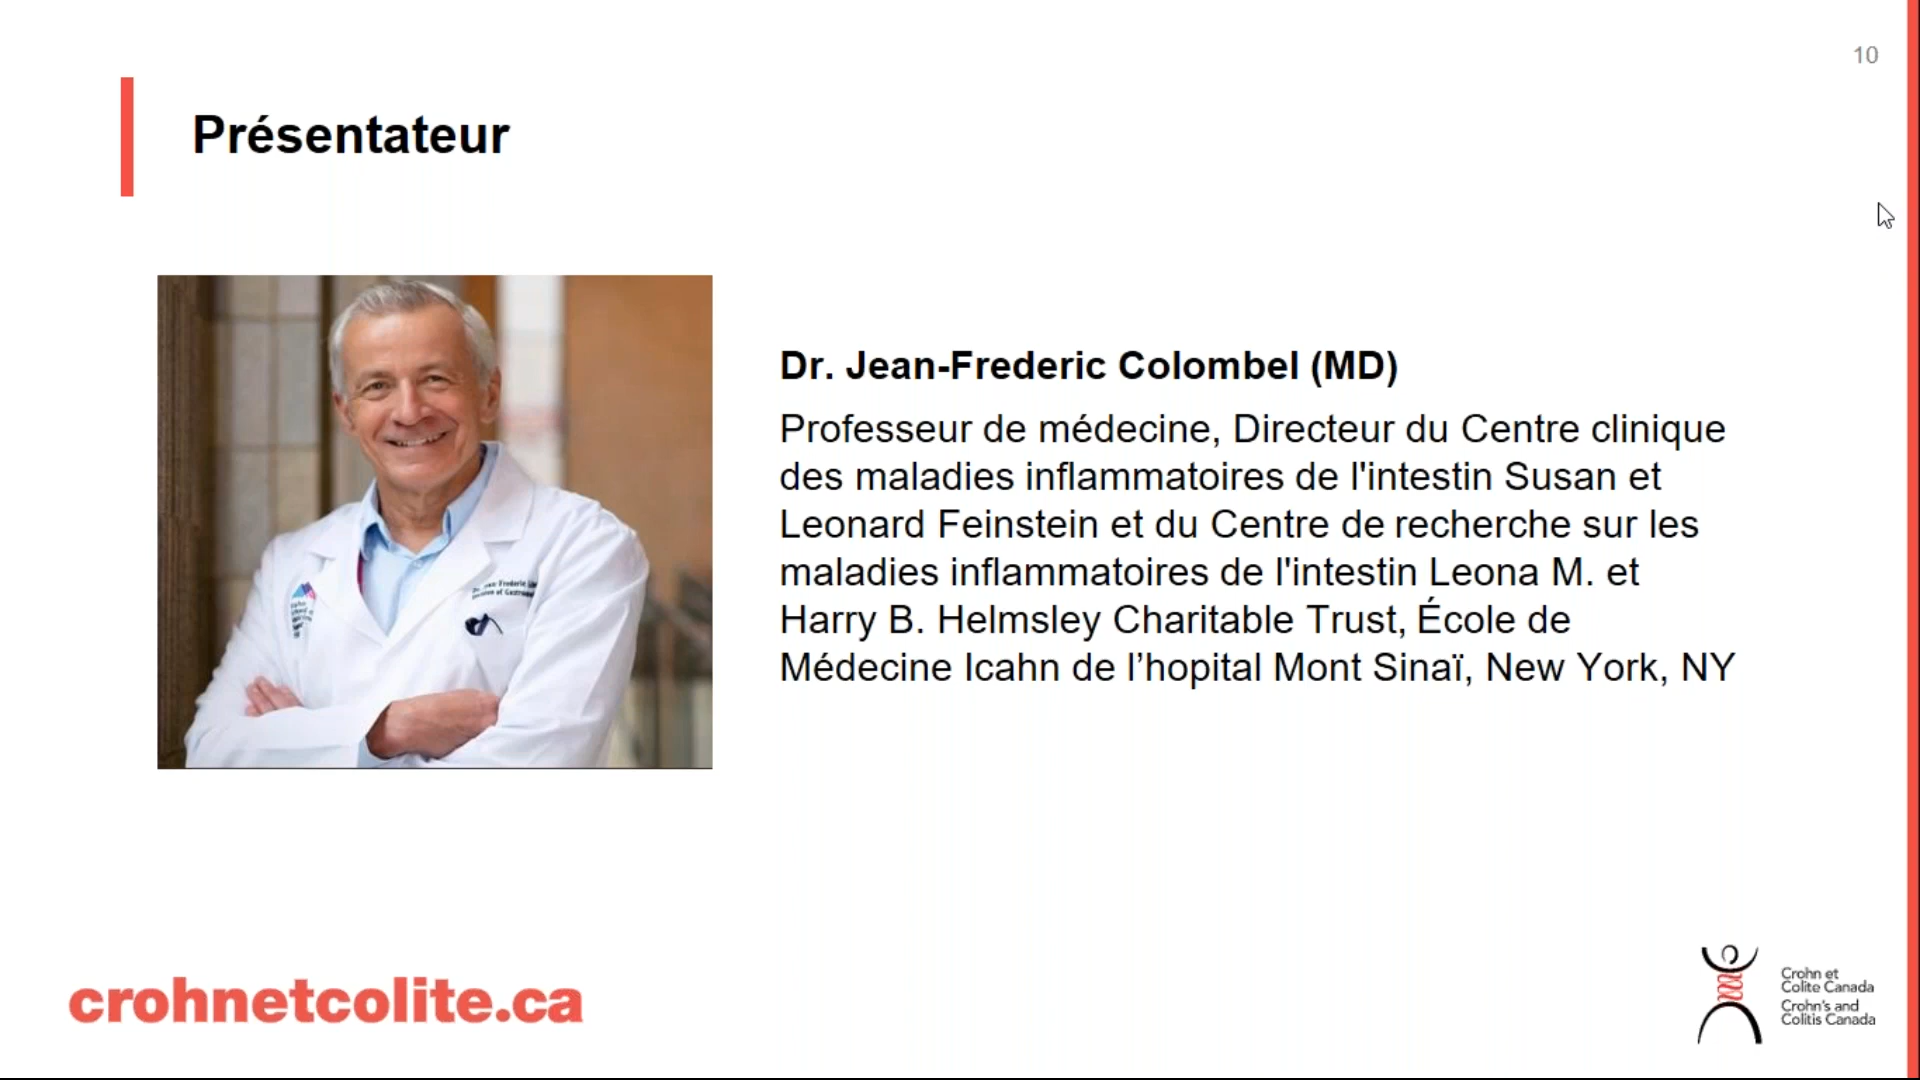 10
Présentateur
Dr. Jean-Frederic Colombel (MD)
Professeur de médecine, Directeur du Centre clinique
des maladies inflammatoires de l'intestin Susan et
Leonard Feinstein et du Centre de recherche sur les
maladies inflammatoires de l'intestin Leona M. et
Harry B. Helmsley Charitable Trust, École de
Médecine Icahn de l’hopital Mont Sinaï, New York, NY
crohnetcolite.ca
Crohn et
Colite Canada
Crohn's and
Colitis Canada